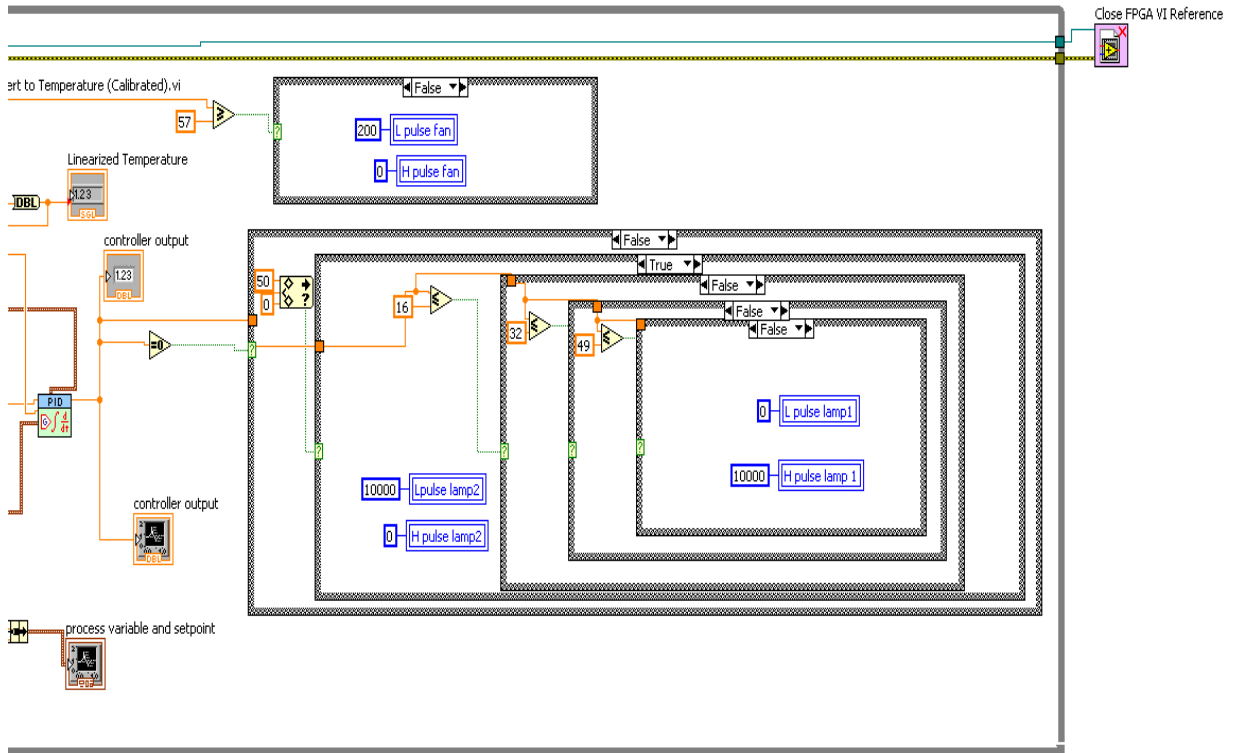 Close FPGA VI Reference
ert to Temperature (Calibrated).vi
False
57
200
L pulse fan
0
H pulse fan
Linearized Temperature
1.23
SGL
DBL
controller output
1.23
DBL
False
True
False
False
False
50
0
16
32
49
=0
PID
0
L pulse lamp1
10000
H pulse lamp 1
10000
Lpulse lamp2
0
H pulse lamp2
controller output
DBL
process variable and setpoint